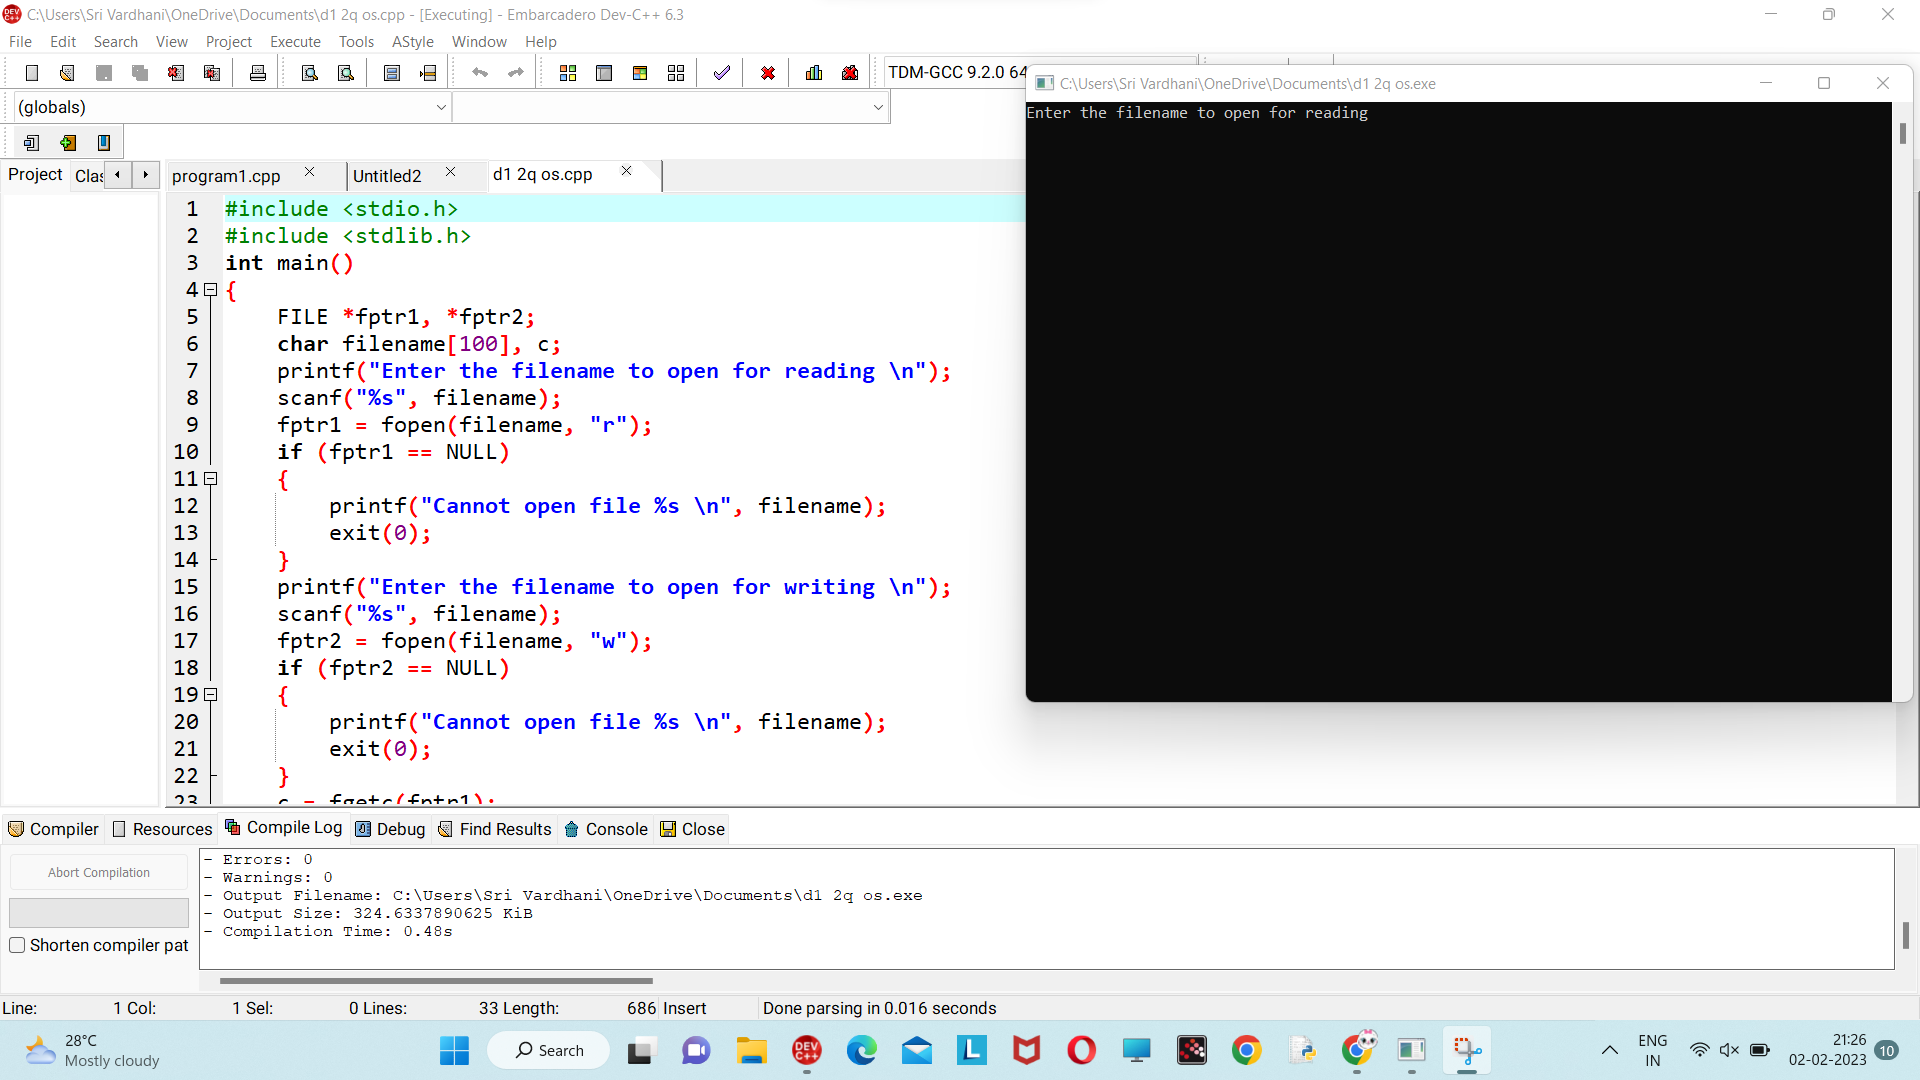 C:\Users\Sri Vardhani\OneDrive\Documents\d1 2q os.cpp - [Executing] - Embarcadero Dev-C++ 6.3
File Edit Search View Project Execute Tools AStyle Window Help
TDM-GCC 9.2.0 64
(globals)
Project Clas
program1.cpp Untitled2 d1 2q os.cpp
1 #include <stdio.h>
2 #include <stdlib.h>
3 int main()
4 {
5 FILE *fptr1, *fptr2;
6 char filename[100], c;
7 printf("Enter the filename to open for reading \n");
8 scanf("%s", filename);
9 fptr1 = fopen(filename, "r");
10 if (fptr1 == NULL)
11 {
12 printf("Cannot open file %s \n", filename);
13 exit(0);
14 }
15 printf("Enter the filename to open for writing \n");
16 scanf("%s", filename);
17 fptr2 = fopen(filename, "w");
18 if (fptr2 == NULL)
19 {
20 printf("Cannot open file %s \n", filename);
21 exit(0);
22 }
23 c = fgetc(fptr1);
C:\Users\Sri Vardhani\OneDrive\Documents\d1 2q os.exe
Enter the filename to open for reading
Compiler Resources Compile Log Debug Find Results Console Close
Abort Compilation
Shorten compiler pat
- Errors: 0
- Warnings: 0
- Output Filename: C:\Users\Sri Vardhani\OneDrive\Documents\d1 2q os.exe
- Output Size: 324.6337890625 KiB
- Compilation Time: 0.48s
Line: 1 Col: 1 Sel: 0 Lines: 33 Length: 686 Insert Done parsing in 0.016 seconds
28°C
Mostly cloudy
Search
DEV
C++
L
ENG
IN
21:26
02-02-2023
10